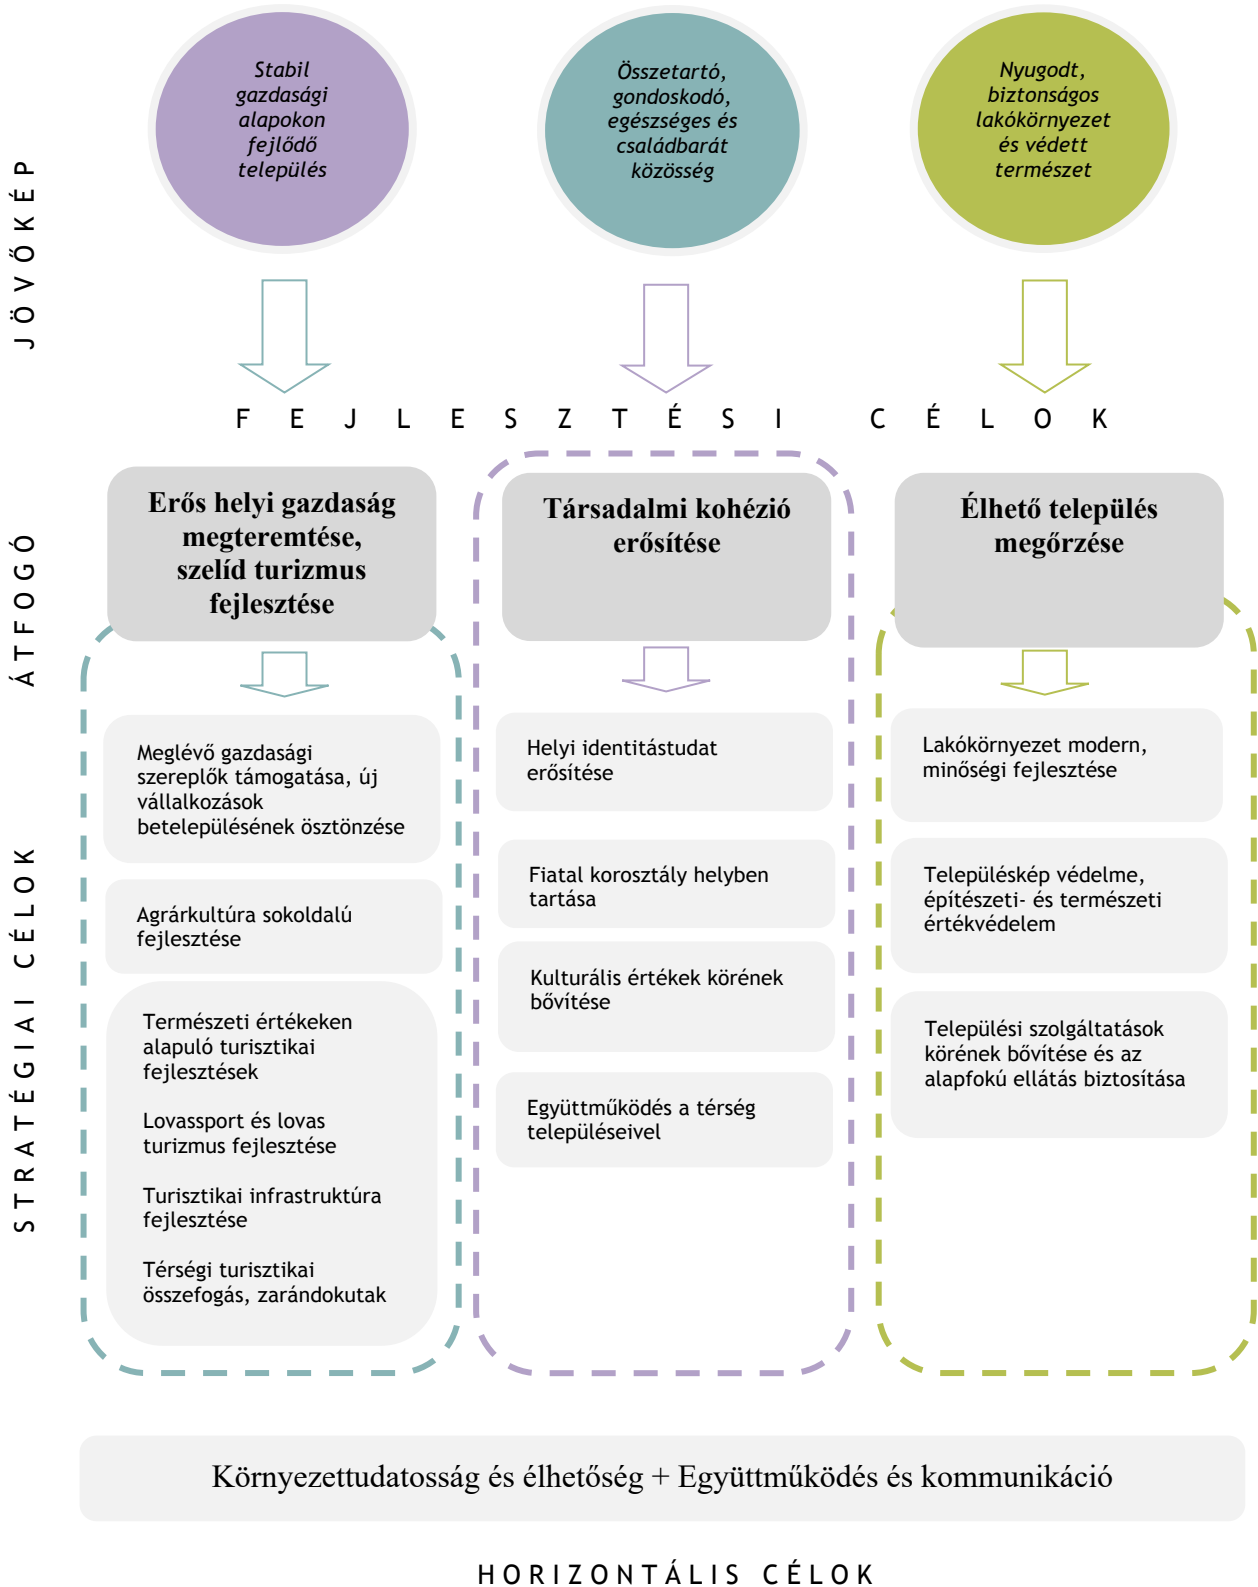 JÖVŐKÉP
Stabil
gazdasági
alapokon
fejlődő
település
Összetartó,
gondoskodó,
egészséges és
családbarát
közösség
Nyugodt,
biztonságos
lakókörnyezet
és védett
természet
FEJLESZTÉSI CÉLOK
ÁTFOGÓ
Erős helyi gazdaság
megteremtése,
szelíd turizmus
fejlesztése
Társadalmi kohézió
erősítése
Élhető település
megőrzése
STRATÉGIAI CÉLOK
Meglévő gazdasági
szereplők támogatása, új
vállalkozások
betelepülésének ösztönzése
Agrárkultúra sokoldalú
fejlesztése
Természeti értékeken
alapuló turisztikai
fejlesztések
Lovassport és lovas
turizmus fejlesztése
Turisztikai infrastruktúra
fejlesztése
Térségi turisztikai
összefogás, zarándokutak
Helyi identitástudat
erősítése
Fiatal korosztály helyben
tartása
Kulturális értékek körének
bővítése
Együttműködés a térség
településeivel
Lakókörnyezet modern,
minőségi fejlesztése
Településkép védelme,
építészeti- és természeti
értékvédelem
Települési szolgáltatások
körének bővítése és az
alapfokú ellátás biztosítása
Környezettudatosság és élhetőség + Együttműködés és kommunikáció
HORIZONTÁLIS CÉLOK